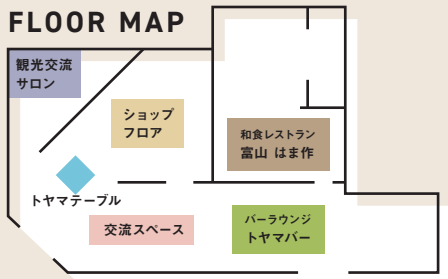 FLOOR MAP
観光交流
サロン
ショップ
フロア
和食レストラン
富山 はま作
トヤマテーブル
交流スペース
バーラウンジ
トヤマバー